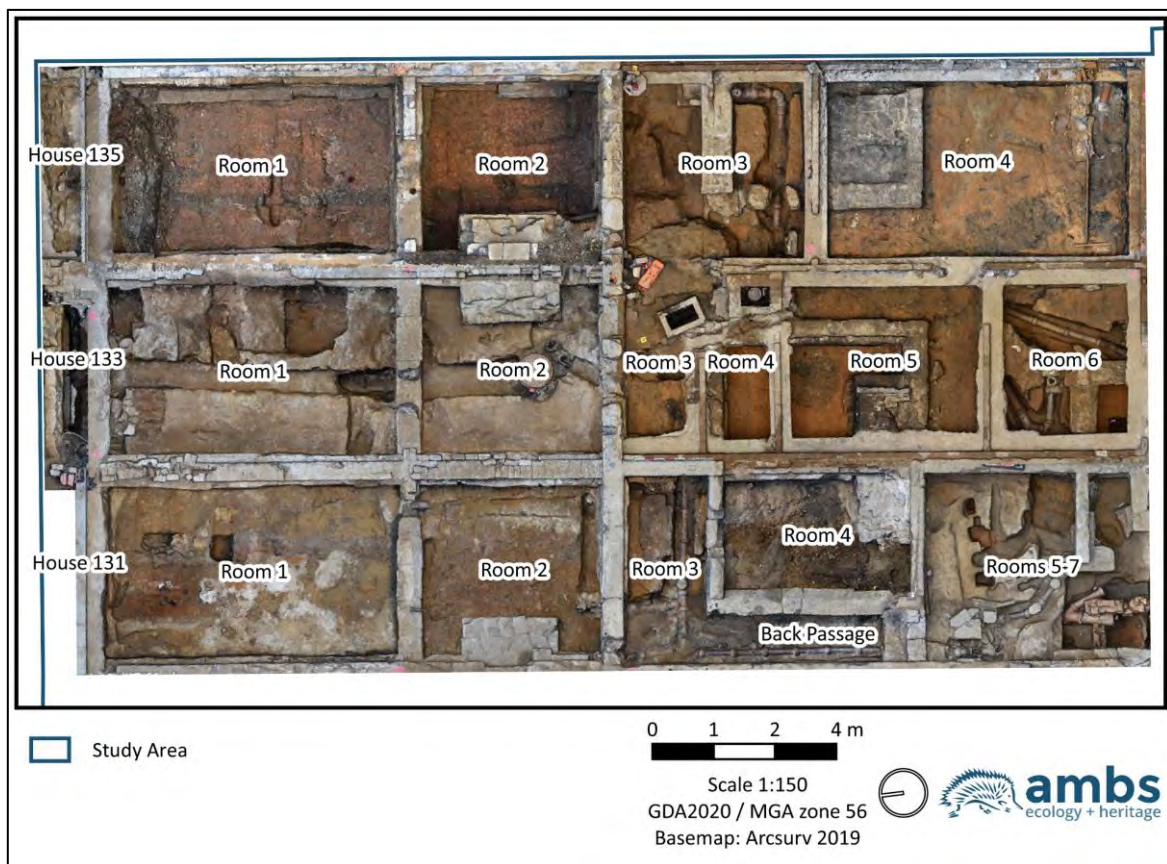 House 135
Room 1
Room 2
Room 3
Room 4
House 133
Room 1
Room 2
Room 3
Room 4
Room 5
Room 6
House 131
Room 1
Room 2
Room 3
Room 4
Rooms 5-7
Back Passage
Study Area
0 1 2 4 m
Scale 1:150
GDA2020 / MGA zone 56
Basemap: Arcsurv 2019
ambs
ecology + heritage